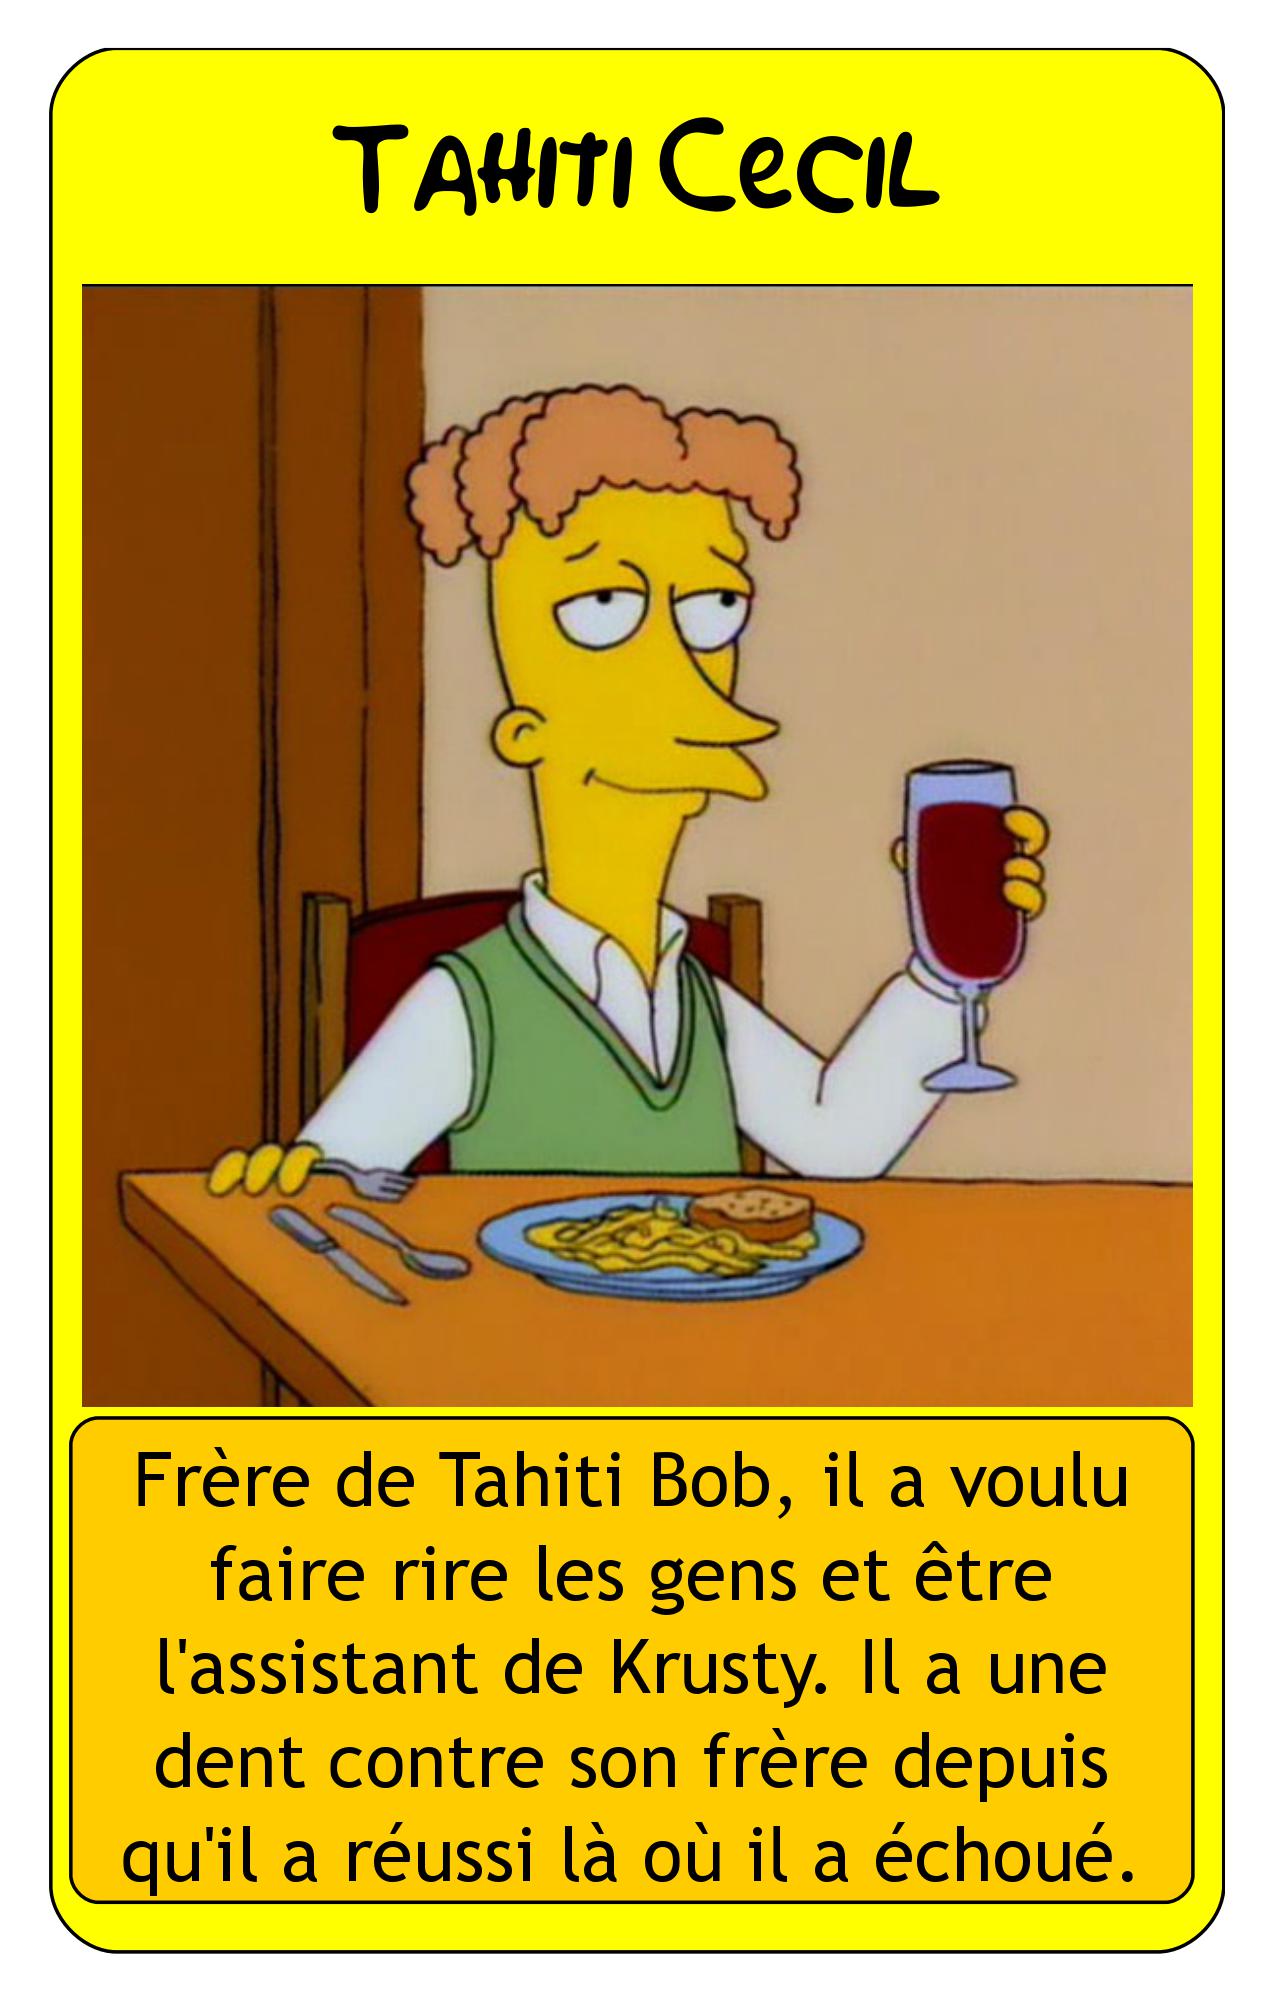 Tahiti Cecil
Frère de Tahiti Bob, il a voulu
faire rire les gens et être
l'assistant de Krusty. Il a une
dent contre son frère depuis
qu'il a réussi là où il a échoué.